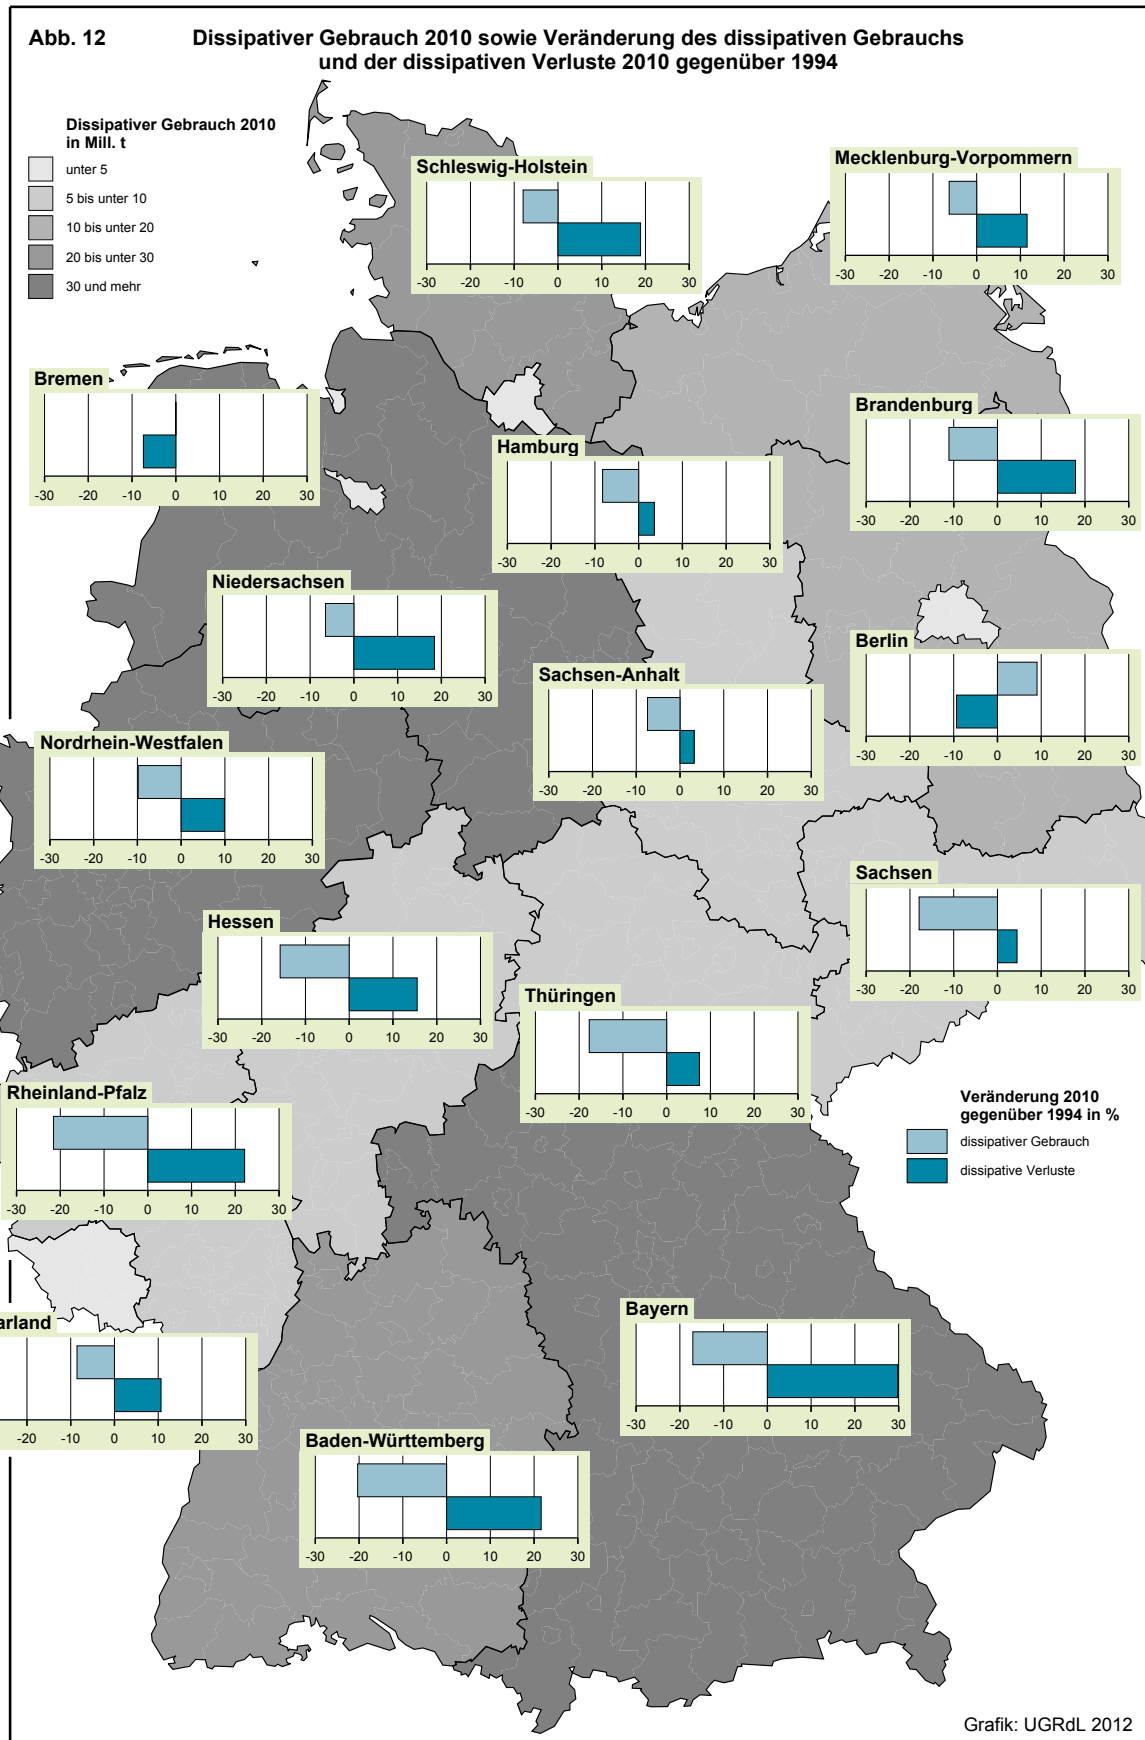 Abb. 12
Dissipativer Gebrauch 2010 sowie Veränderung des dissipativen Gebrauchs
und der dissipativen Verluste 2010 gegenüber 1994
Dissipativer Gebrauch 2010
in Mill. t
unter 5
5 bis unter 10
10 bis unter 20
20 bis unter 30
30 und mehr
Schleswig-Holstein
-30 -20 -10 0 10 20 30
Mecklenburg-Vorpommern
-30 -20 -10 0 10 20 30
Bremen
-30 -20 -10 0 10 20 30
Brandenburg
-30 -20 -10 0 10 20 30
Hamburg
-30 -20 -10 0 10 20 30
Niedersachsen
-30 -20 -10 0 10 20 30
Berlin
-30 -20 -10 0 10 20 30
Sachsen-Anhalt
-30 -20 -10 0 10 20 30
Nordrhein-Westfalen
-30 -20 -10 0 10 20 30
Sachsen
-30 -20 -10 0 10 20 30
Hessen
-30 -20 -10 0 10 20 30
Thüringen
-30 -20 -10 0 10 20 30
Rheinland-Pfalz
-30 -20 -10 0 10 20 30
Veränderung 2010
gegenüber 1994 in %
dissipativer Gebrauch
dissipative Verluste
arland
-20 -10 0 10 20 30
Bayern
-30 -20 -10 0 10 20 30
Baden-Württemberg
-30 -20 -10 0 10 20 30
Grafik: UGRdL 2012